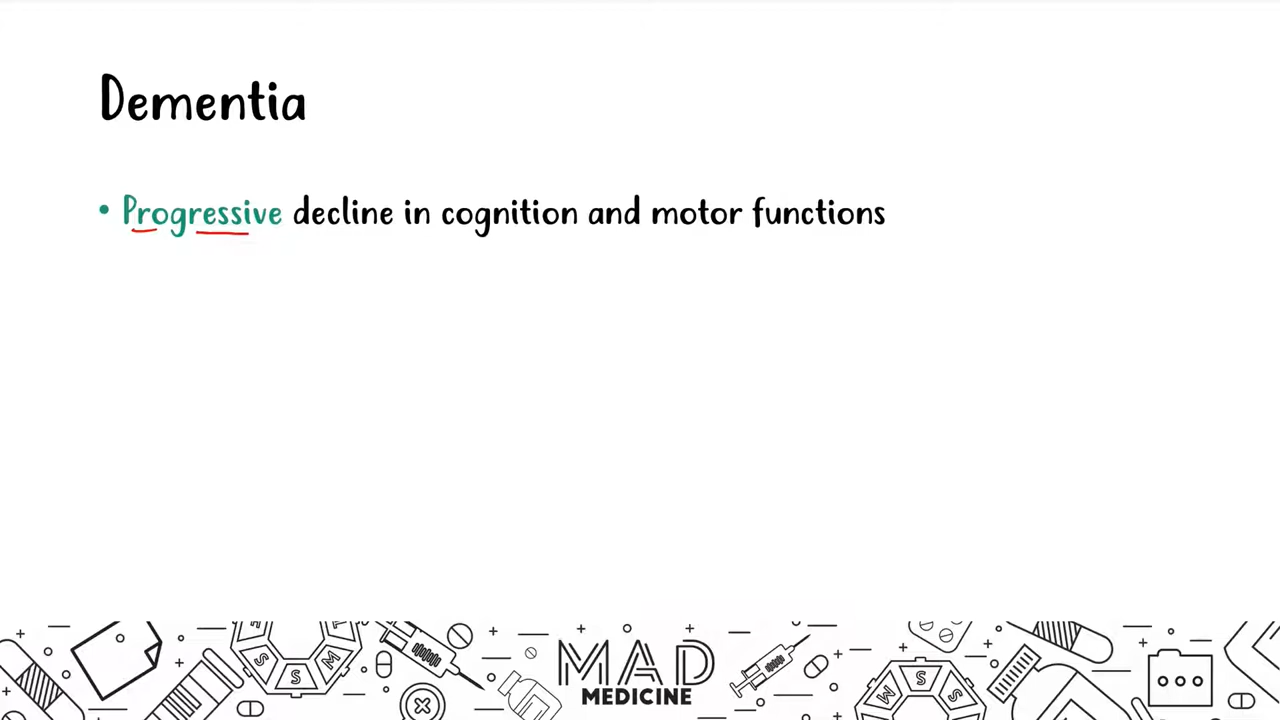 Dementia
• Progressive decline in cognition and motor functions
S S M
M S S
MAD
MEDICINE